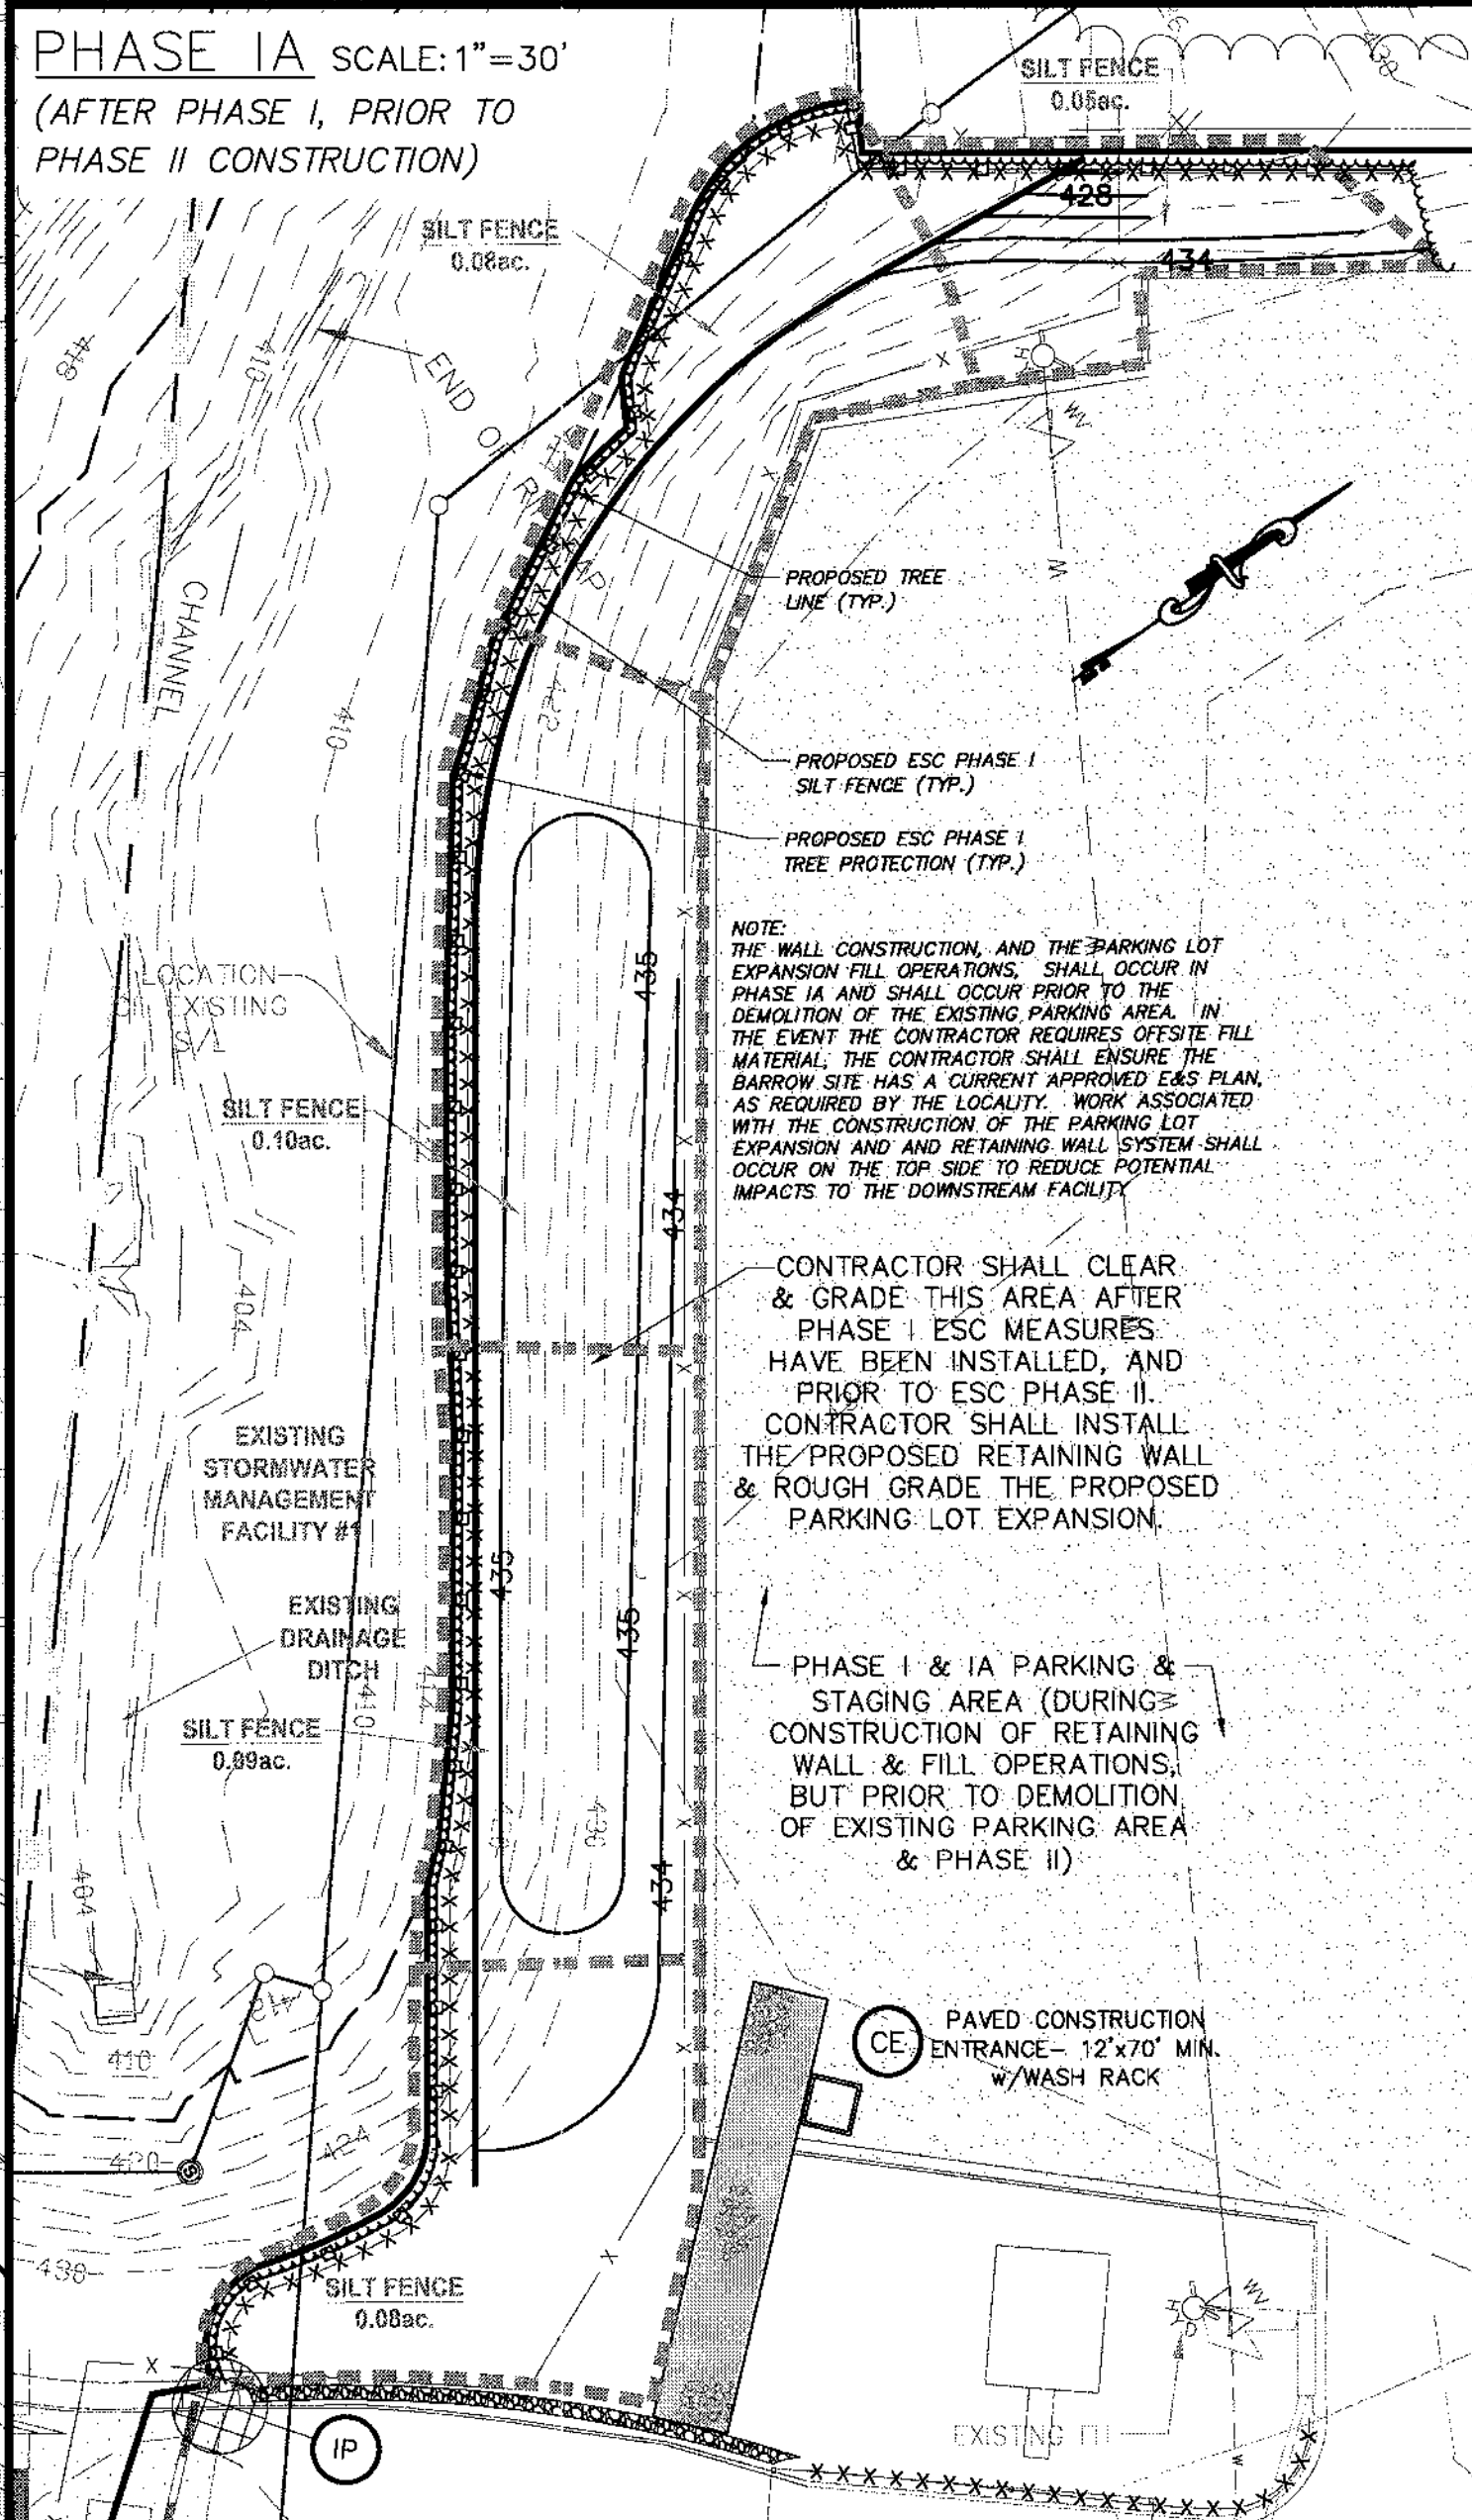 PHASE IA SCALE: 1"=30'
(AFTER PHASE I, PRIOR TO
PHASE II CONSTRUCTION)
SILT FENCE
0.05ac.
428
434
SILT FENCE
0.08ac.
418
410
END OF RIP RAP
W
PROPOSED TREE
LINE (TYP.)
CHANNEL
422
410
PROPOSED ESC PHASE I
SILT FENCE (TYP.)
PROPOSED ESC PHASE I
TREE PROTECTION (TYP.)
NOTE:
THE WALL CONSTRUCTION, AND THE PARKING LOT
EXPANSION FILL OPERATIONS, SHALL OCCUR IN
PHASE IA AND SHALL OCCUR PRIOR TO THE
DEMOLITION OF THE EXISTING PARKING AREA. IN
THE EVENT THE CONTRACTOR REQUIRES OFFSITE FILL
MATERIAL, THE CONTRACTOR SHALL ENSURE THE
BARROW SITE HAS A CURRENT APPROVED E&S PLAN,
AS REQUIRED BY THE LOCALITY. WORK ASSOCIATED
WITH THE CONSTRUCTION OF THE PARKING LOT
EXPANSION AND AND RETAINING WALL SYSTEM SHALL
OCCUR ON THE TOP SIDE TO REDUCE POTENTIAL
IMPACTS TO THE DOWNSTREAM FACILITY
435
LOCATION
OF EXISTING
S/L
SILT FENCE
0.10ac.
434
404
CONTRACTOR SHALL CLEAR
& GRADE THIS AREA AFTER
PHASE I ESC MEASURES
HAVE BEEN INSTALLED, AND
PRIOR TO ESC PHASE II.
CONTRACTOR SHALL INSTALL
THE PROPOSED RETAINING WALL
& ROUGH GRADE THE PROPOSED
PARKING LOT EXPANSION.
EXISTING
STORMWATER
MANAGEMENT
FACILITY #1
435
435
EXISTING
DRAINAGE
DITCH
410
414
SILT FENCE
0.09ac.
PHASE I & IA PARKING &
STAGING AREA (DURING
CONSTRUCTION OF RETAINING
WALL & FILL OPERATIONS,
BUT PRIOR TO DEMOLITION
OF EXISTING PARKING AREA
& PHASE II)
404
434
412
410
424
420
S
CE
PAVED CONSTRUCTION
ENTRANCE- 12'x70' MIN.
w/WASH RACK
SILT FENCE
0.08ac.
IP
EXISTING FH
W